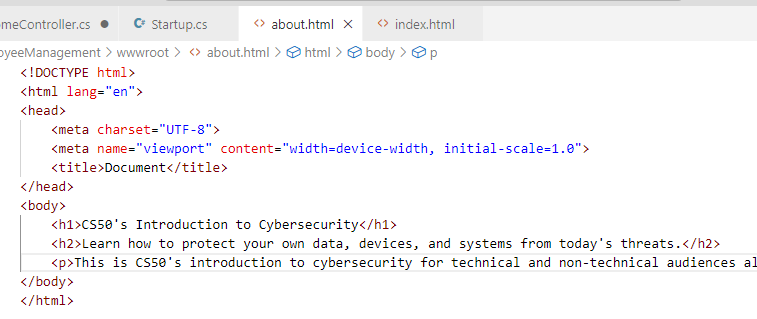 omeController.cs Startup.cs about.html index.html
oyeeManagement > wwwroot > about.html > html > body > p
<!DOCTYPE html>
<html lang="en">
<head>
<meta charset="UTF-8">
<meta name="viewport" content="width=device-width, initial-scale=1.0">
<title>Document</title>
</head>
<body>
<h1>CS50's Introduction to Cybersecurity</h1>
<h2>Learn how to protect your own data, devices, and systems from today's threats.</h2>
<p>This is CS50's introduction to cybersecurity for technical and non-technical audiences al
</body>
</html>